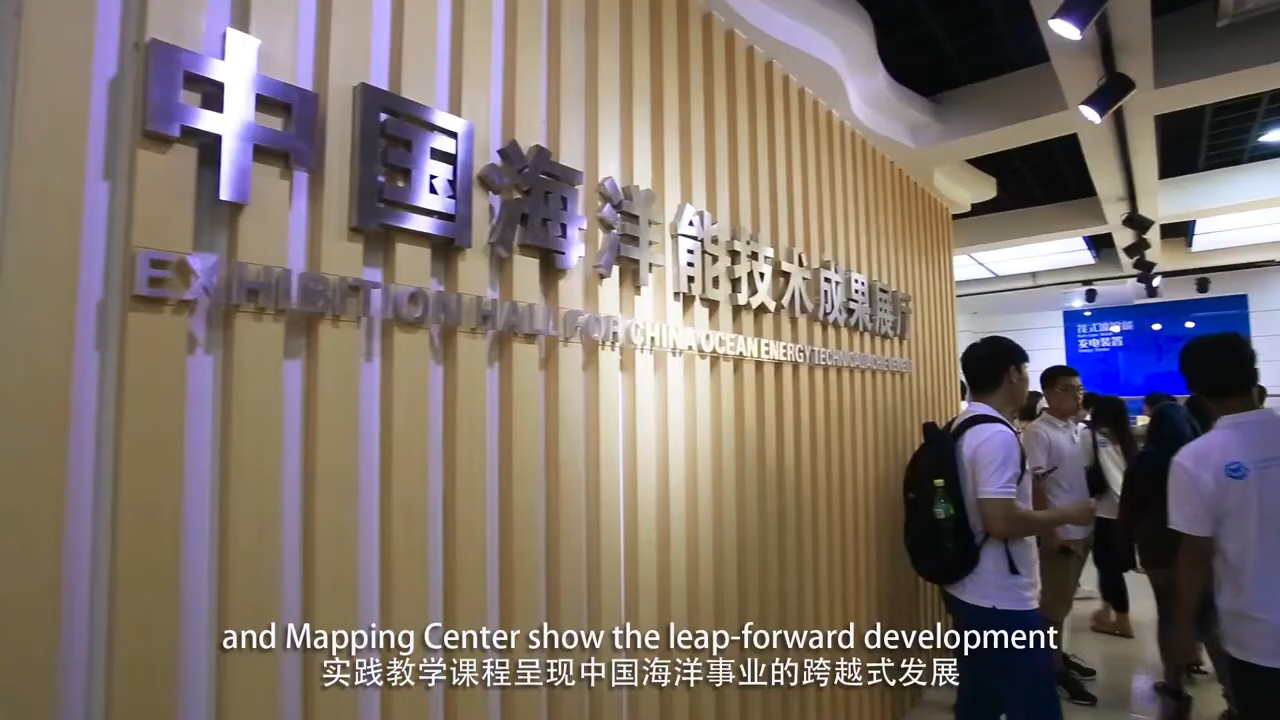 中国海洋能技术成果展厅
EXHIBITION HALL FOR CHINA OCEAN ENERGY TECHNICAL ACHIEVEMENT
发电装置
and Mapping Center show the leap-forward development
实践教学课程呈现中国海洋事业的跨越式发展